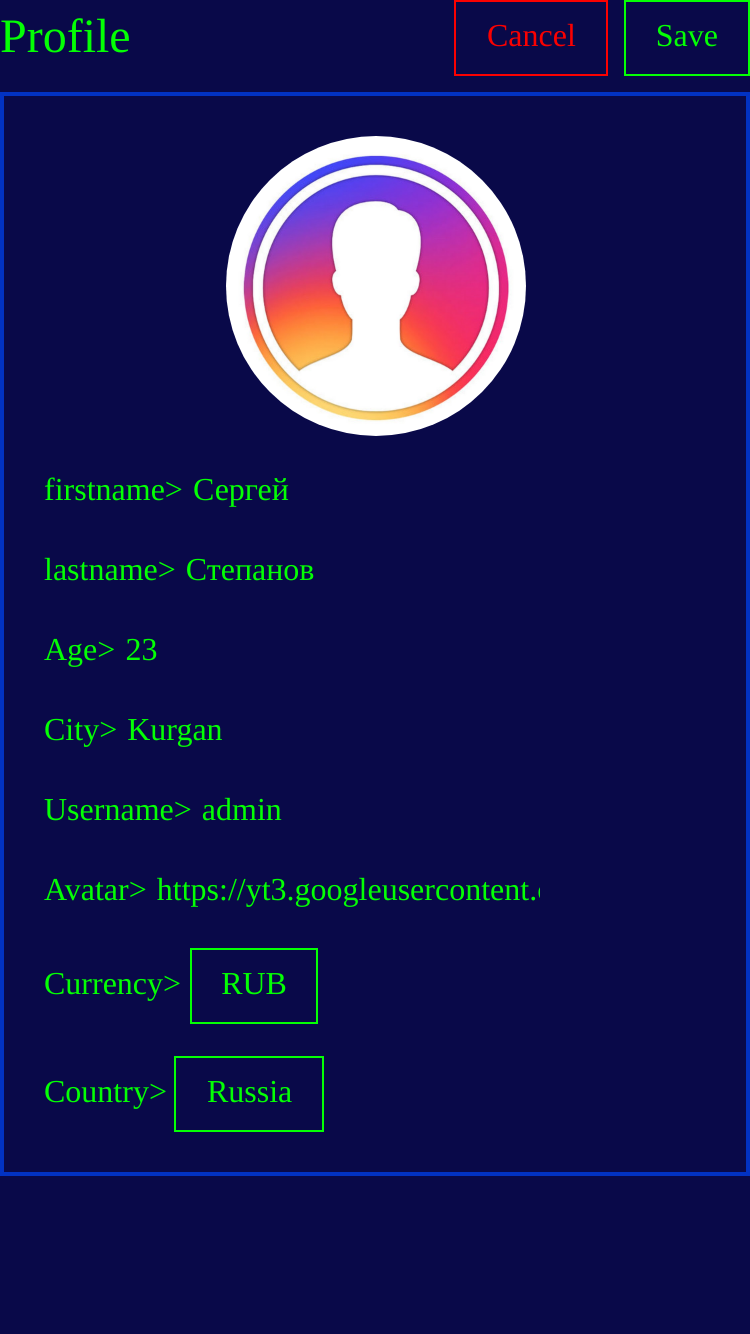 Profile
Cancel
Save
firstname> Сергей
lastname> Степанов
Age> 23
City> Kurgan
Username> admin
Avatar> https://yt3.googleusercontent.
Currency> RUB
Country> Russia